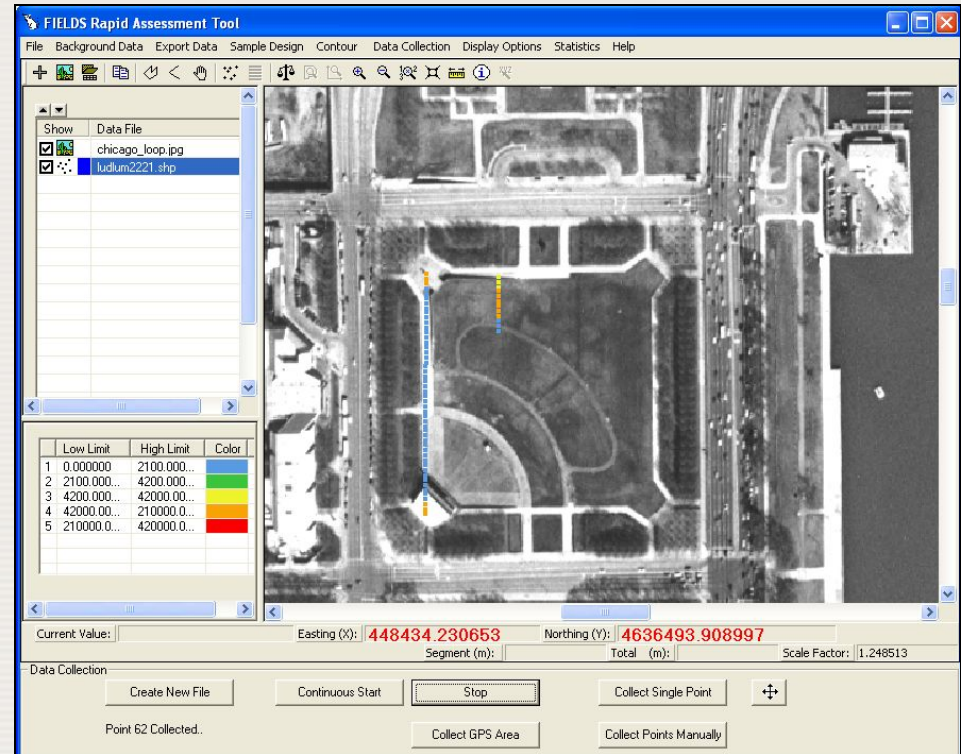 FIELDS Rapid Assessment Tool
File Background Data Export Data Sample Design Contour Data Collection Display Options Statistics Help
Show Data File
chicago_loop.jpg
ludlum2221.shp
Low Limit High Limit Color
1 0.000000 2100.000...
2 2100.000... 4200.000...
3 4200.000... 42000.00...
4 42000.00... 210000.0...
5 210000.0... 420000.0...
Current Value: Easting (X): 448434.230653 Northing (Y): 4636493.908997
Segment (m): Total (m): Scale Factor: 1.248513
Data Collection
Create New File Continuous Start Stop Collect Single Point
Point 62 Collected.. Collect GPS Area Collect Points Manually